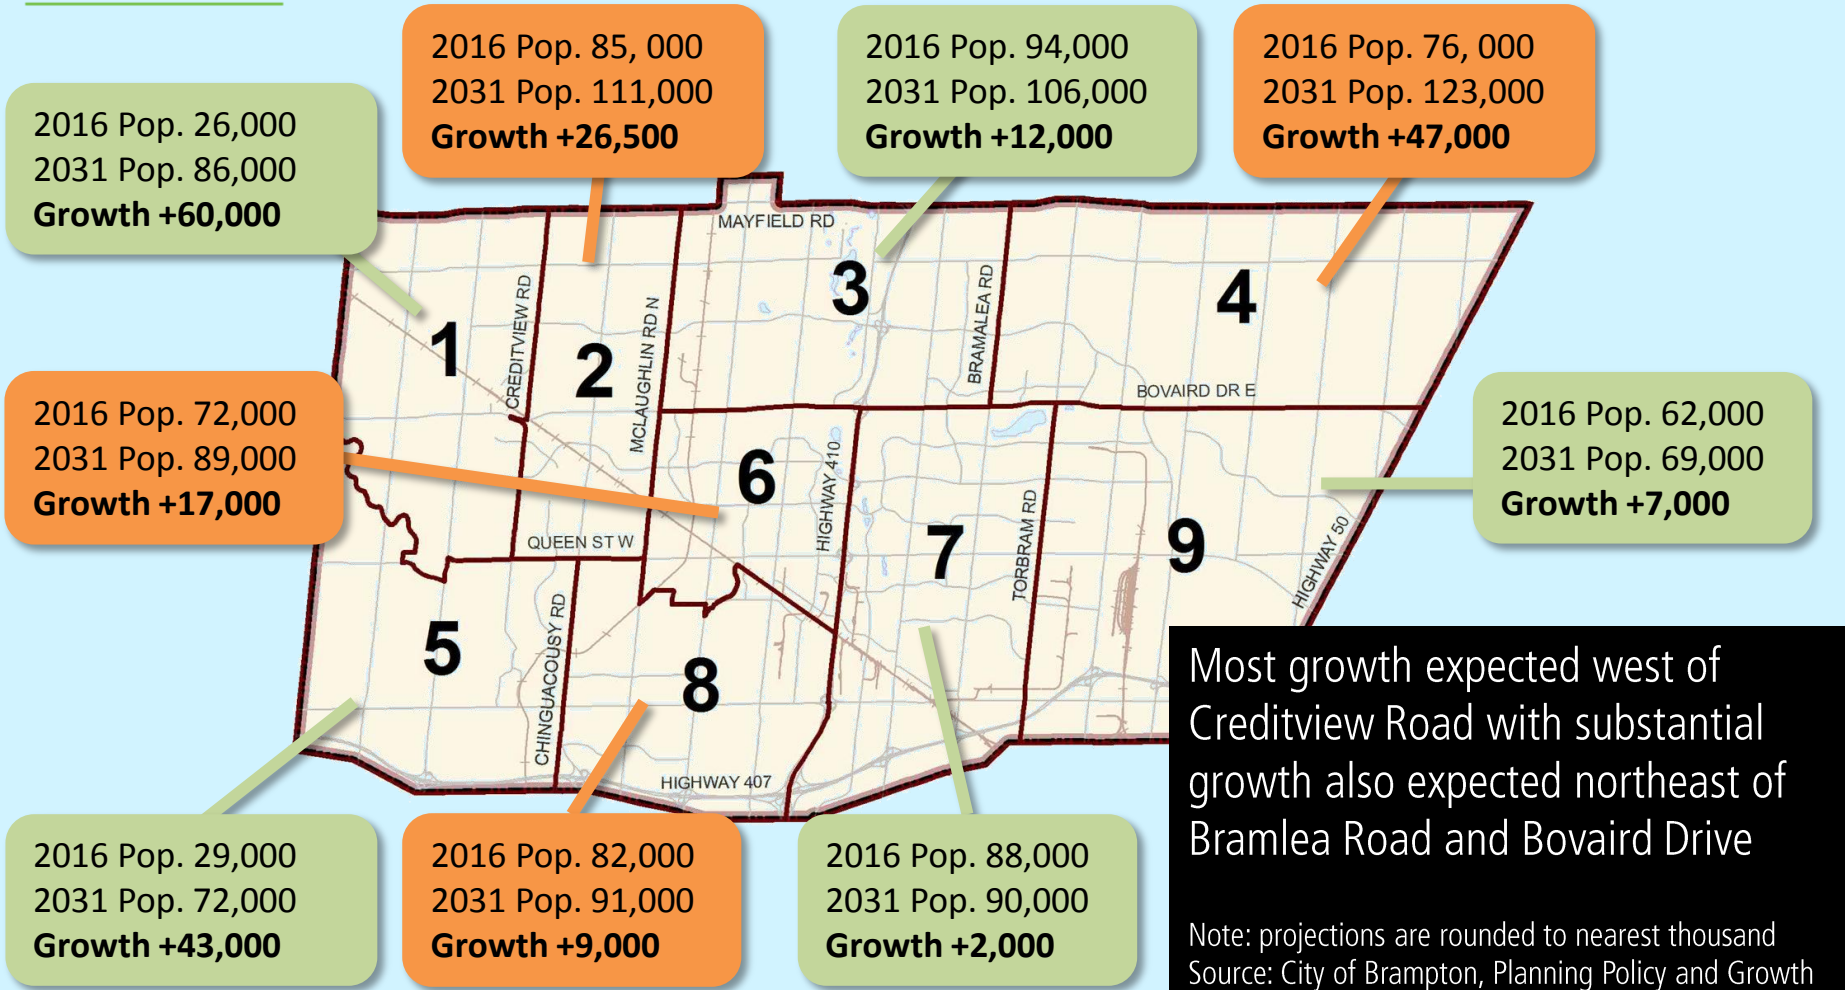 2016 Pop. 85, 000
2031 Pop. 111,000
Growth +26,500
2016 Pop. 94,000
2031 Pop. 106,000
Growth +12,000
2016 Pop. 76, 000
2031 Pop. 123,000
Growth +47,000
2016 Pop. 26,000
2031 Pop. 86,000
Growth +60,000
MAYFIELD RD
CREDITVIEW RD
MCLAUGHLIN RD N
BRAMALEA RD
1
2
3
4
BOVAIRD DR E
2016 Pop. 72,000
2031 Pop. 89,000
Growth +17,000
2016 Pop. 62,000
2031 Pop. 69,000
Growth +7,000
6
HIGHWAY 410
7
TORBRAM RD
9
HIGHWAY 50
QUEEN ST W
5
CHINGUACOUSY RD
8
HIGHWAY 407
2016 Pop. 29,000
2031 Pop. 72,000
Growth +43,000
2016 Pop. 82,000
2031 Pop. 91,000
Growth +9,000
2016 Pop. 88,000
2031 Pop. 90,000
Growth +2,000
Most growth expected west of
Creditview Road with substantial
growth also expected northeast of
Bramlea Road and Bovaird Drive
Note: projections are rounded to nearest thousand
Source: City of Brampton, Planning Policy and Growth